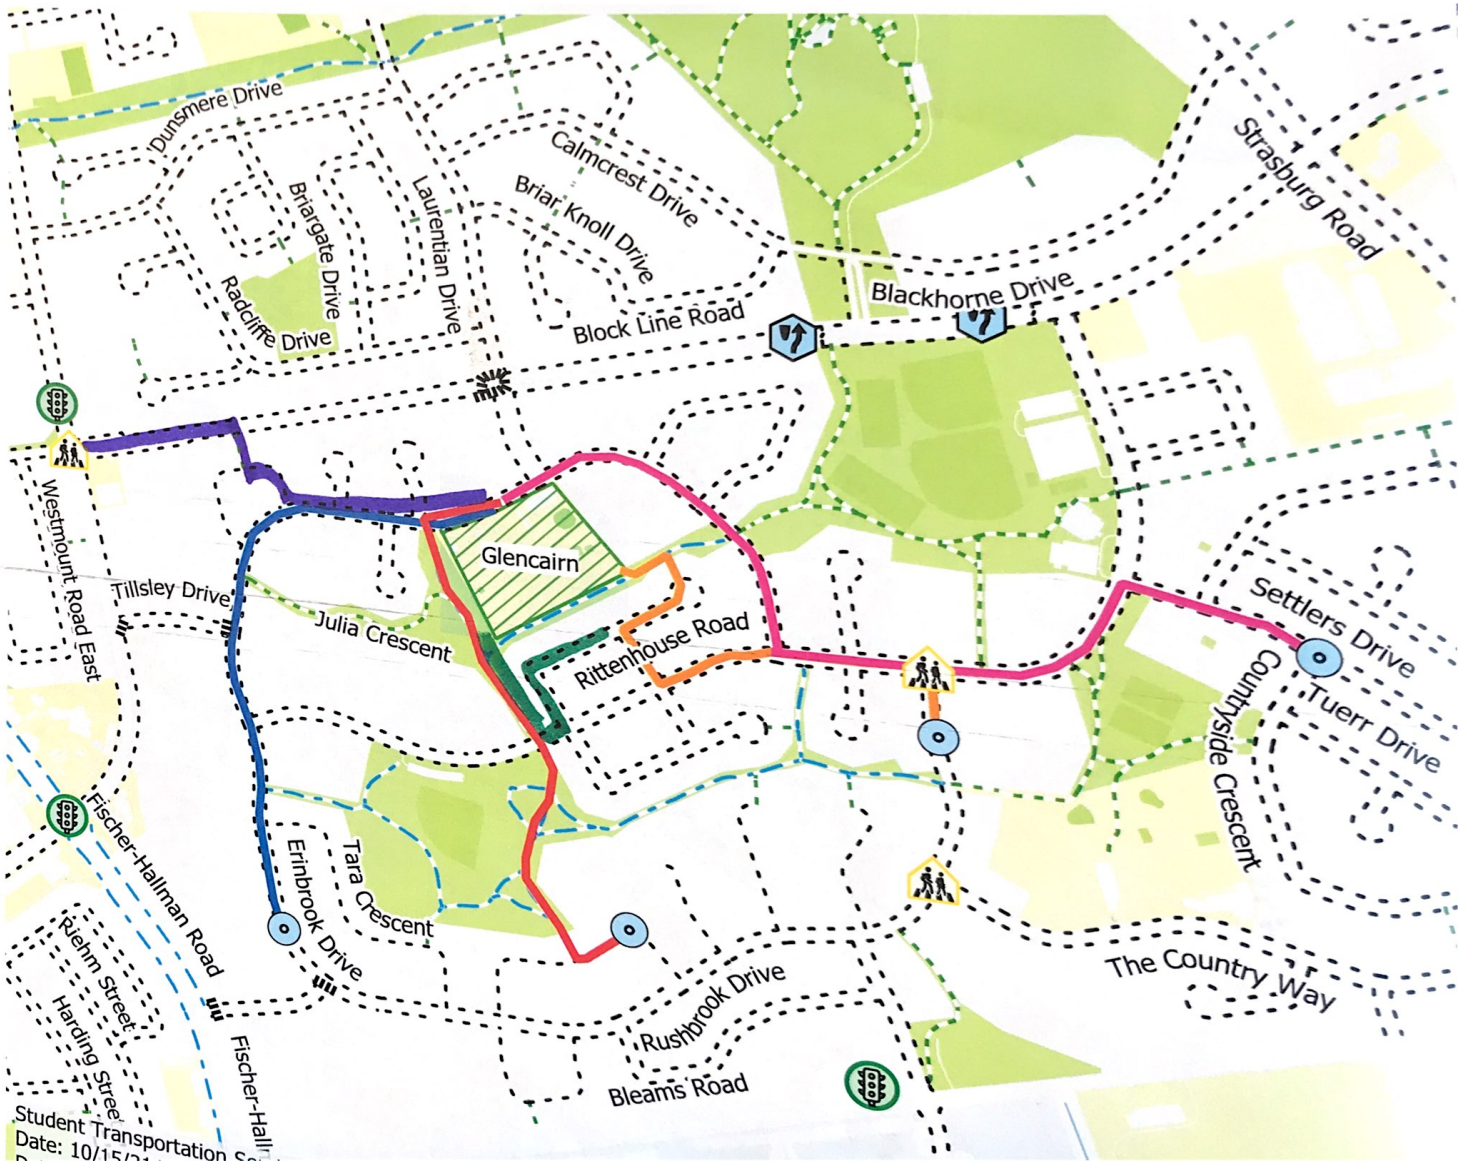 Dunsmere Drive
Calmcrest Drive
Briar Knoll Drive
Laurentian Drive
Briargate Drive
Radcliffe Drive
Strasburg Road
Blackhorne Drive
Block Line Road
Westmount Road East
Glencairn
Tillsley Drive
Julia Crescent
Rittenhouse Road
Settlers Drive
Tuerr Drive
Countryside Crescent
Fischer-Hallman Road
Erinbrook Drive
Tara Crescent
Riehm Street
Harding Street
The Country Way
Rushbrook Drive
Bleams Road
Fischer-Halln
Student Transportation
Date: 10/15/21